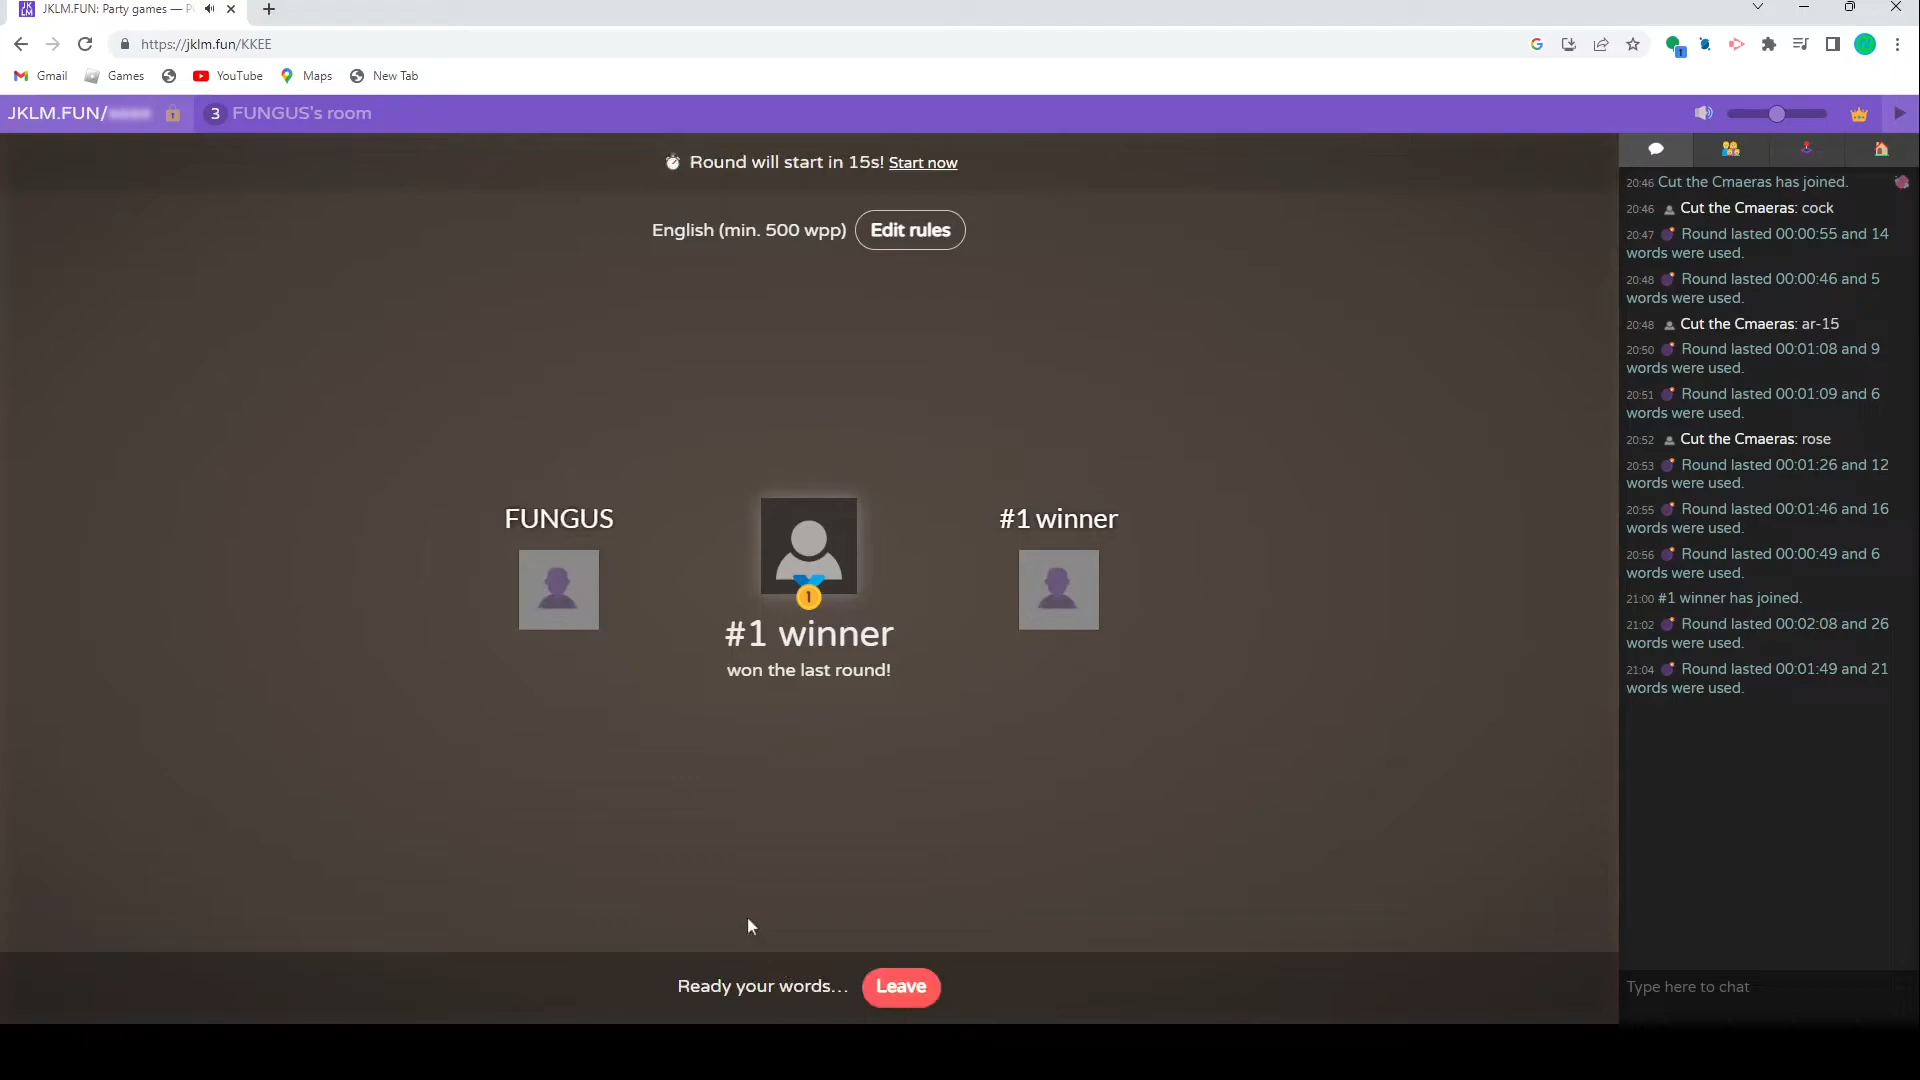 JKLM.FUN: Party games — P
https://jklm.fun/KKEE
1
Gmail Games YouTube Maps New Tab
JKLM.FUN/ 3 FUNGUS's room
Round will start in 15s! Start now
English (min. 500 wpp) Edit rules
FUNGUS
1
#1 winner
won the last round!
#1 winner
Ready your words... Leave
20:46 Cut the Cmaeras has joined.
20:46 Cut the Cmaeras: cock
20:47 Round lasted 00:00:55 and 14
words were used.
20:48 Round lasted 00:00:46 and 5
words were used.
20:48 Cut the Cmaeras: ar-15
20:50 Round lasted 00:01:08 and 9
words were used.
20:51 Round lasted 00:01:09 and 6
words were used.
20:52 Cut the Cmaeras: rose
20:53 Round lasted 00:01:26 and 12
words were used.
20:55 Round lasted 00:01:46 and 16
words were used.
20:56 Round lasted 00:00:49 and 6
words were used.
21:00 #1 winner has joined.
21:02 Round lasted 00:02:08 and 26
words were used.
21:04 Round lasted 00:01:49 and 21
words were used.
Type here to chat